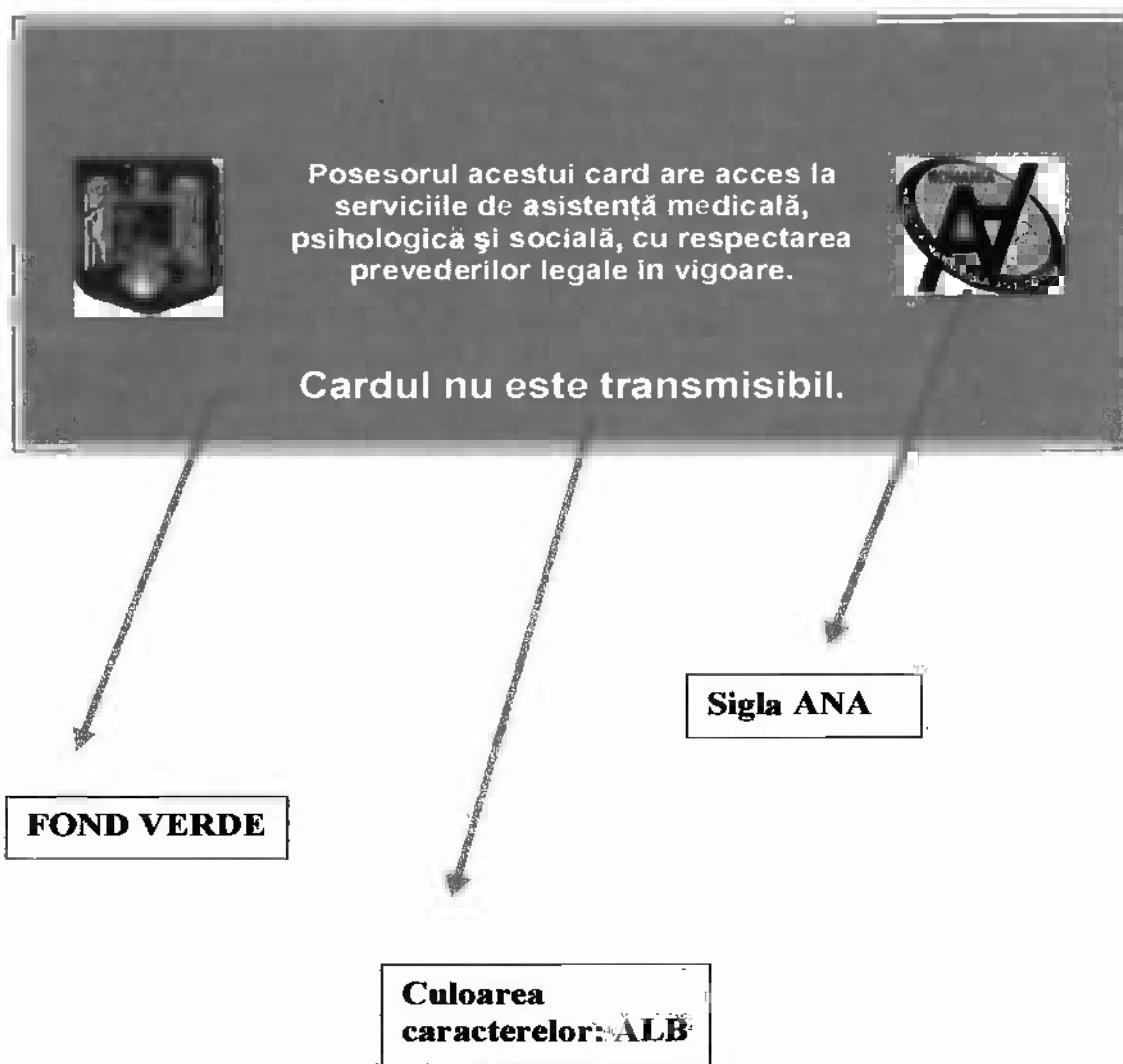 Posesorul acestui card are acces la
serviciile de asistență medicală,
psihologică şi socială, cu respectarea
prevederilor legale în vigoare.
Cardul nu este transmisibil.
Sigla ANA
FOND VERDE
Culoarea
caracterelor: ALB